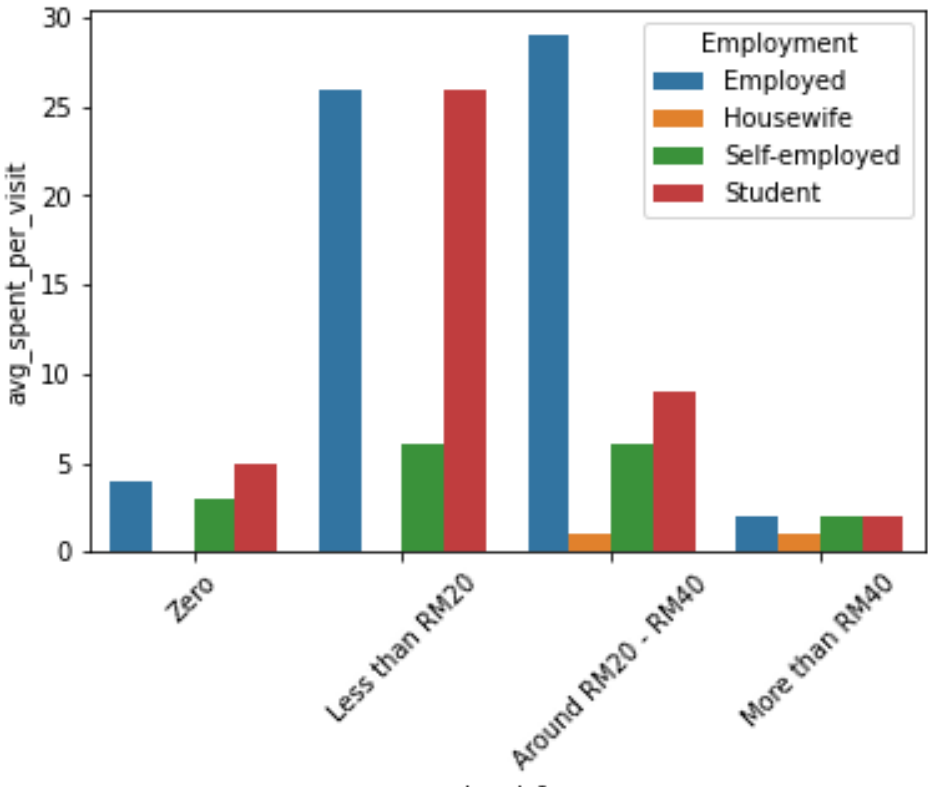 30
25
20
15
10
5
0
avg_spent_per_visit
Employment
Employed
Housewife
Self-employed
Student
Zero
Less than RM20
Around RM20 - RM40
More than RM40